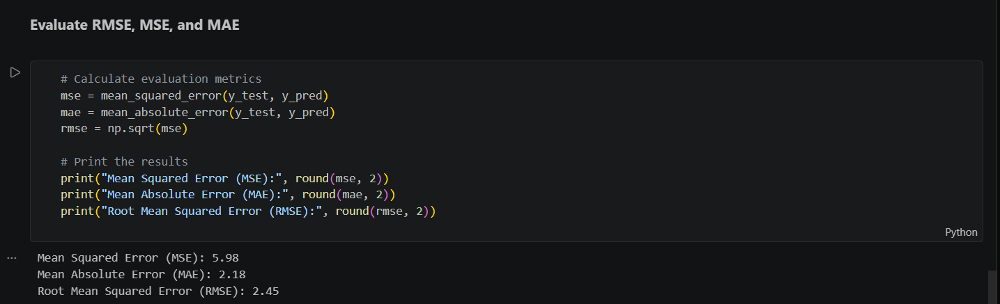 Evaluate RMSE, MSE, and MAE
# Calculate evaluation metrics
mse = mean_squared_error(y_test, y_pred)
mae = mean_absolute_error(y_test, y_pred)
rmse = np.sqrt(mse)
# Print the results
print("Mean Squared Error (MSE):", round(mse, 2))
print("Mean Absolute Error (MAE):", round(mae, 2))
print("Root Mean Squared Error (RMSE):", round(rmse, 2))
Python
... Mean Squared Error (MSE): 5.98
Mean Absolute Error (MAE): 2.18
Root Mean Squared Error (RMSE): 2.45